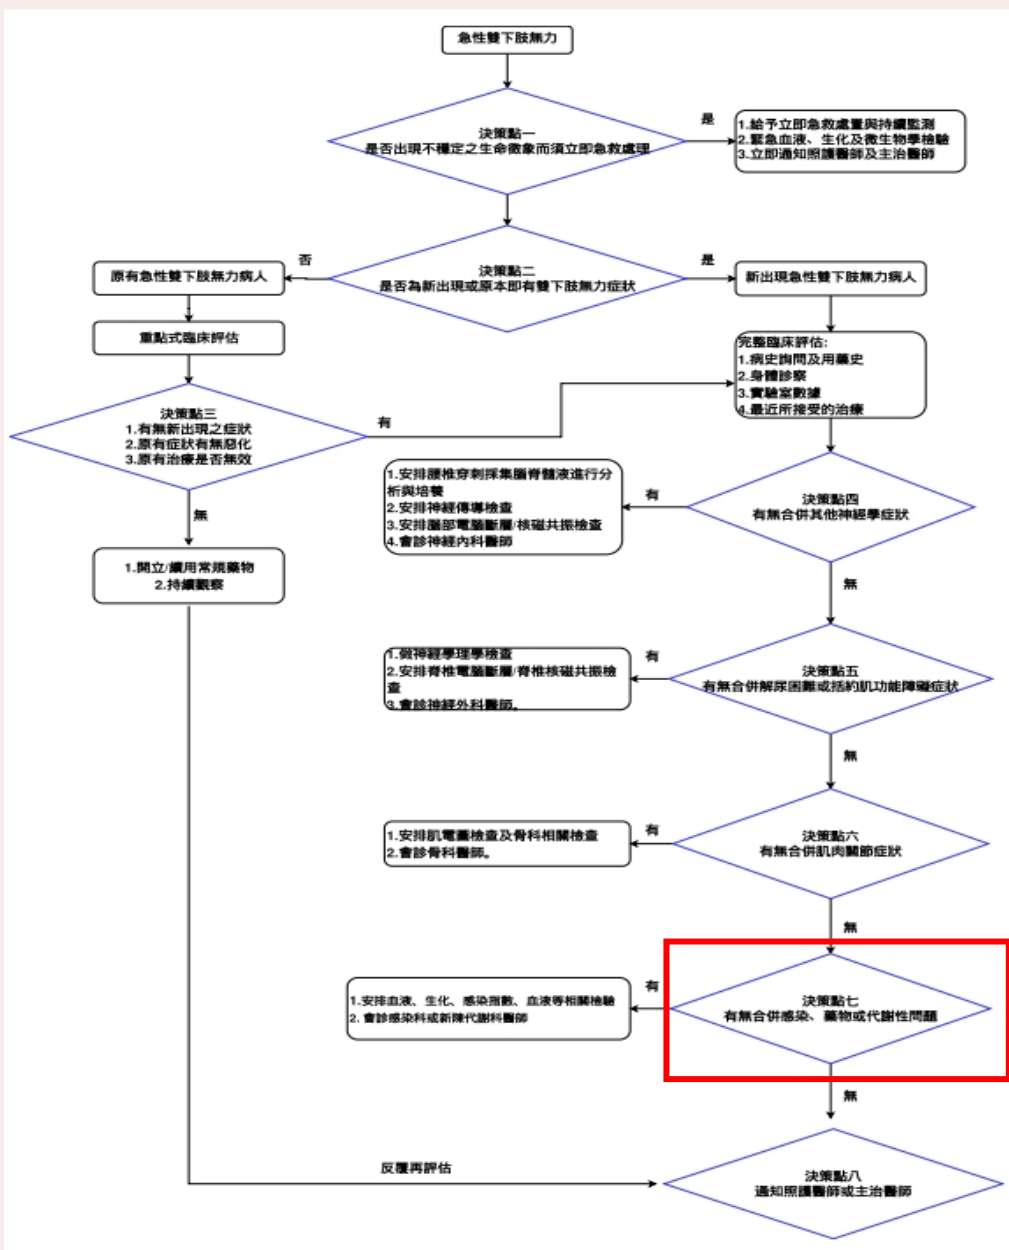 急性雙下肢無力
決策點一
是否出現不穩定之生命徵象而須立即急救處理
是
1.給予立即急救處置與持續監測
2.緊急血液、生化及微生物學檢驗
3.立即通知照護醫師及主治醫師
決策點二
是否為新出現或原本即有雙下肢無力症狀
否
是
原有急性雙下肢無力病人
新出現急性雙下肢無力病人
重點式臨床評估
完整臨床評估:
1.病史詢問及用藥史
2.身體診察
3.實驗室數據
4.最近所接受的治療
決策點三
1.有無新出現之症狀
2.原有症狀有無惡化
3.原有治療是否無效
有
無
1.開立/續用常規藥物
2.持續觀察
決策點四
有無合併其他神經學症狀
有
1.安排腰椎穿刺採集腦脊髓液進行分
析與培養
2.安排神經傳導檢查
3.安排腦部電腦斷層/核磁共振檢查
4.會診神經內科醫師
無
決策點五
有無合併解尿困難或括約肌功能障礙症狀
有
1.做神經學理學檢查
2.安排脊椎電腦斷層/脊椎核磁共振檢
查
3.會診神經外科醫師。
無
決策點六
有無合併肌肉關節症狀
有
1.安排肌電圖檢查及骨科相關檢查
2.會診骨科醫師。
無
決策點七
有無合併感染、藥物或代謝性問題
有
1.安排血液、生化、感染指數、血液等相關檢驗
2. 會診感染科或新陳代謝科醫師
無
反覆再評估
決策點八
通知照護醫師或主治醫師